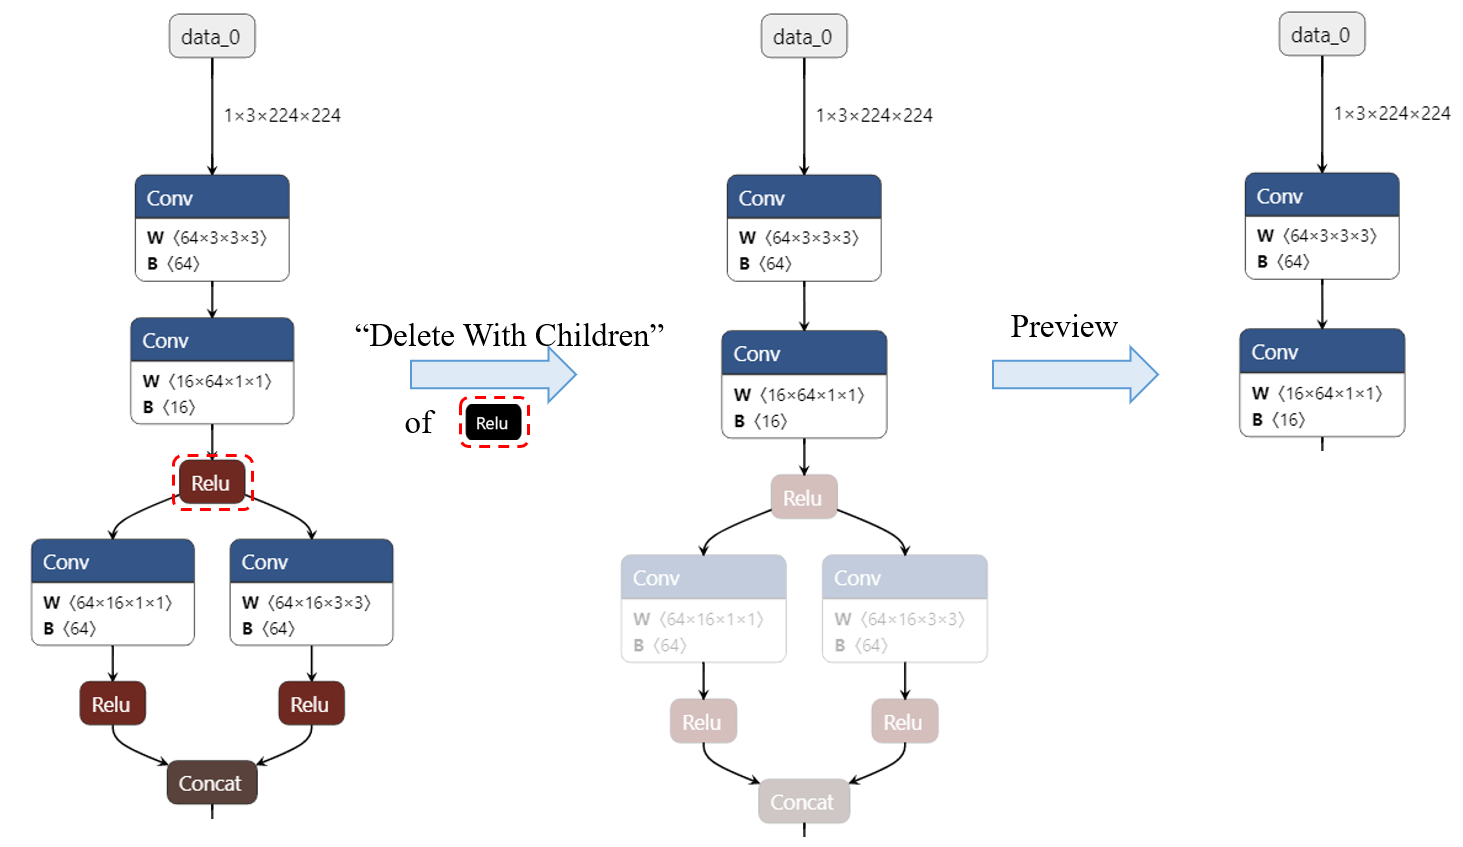 data_0
1×3×224×224
Conv
W 〈64×3×3×3〉
B 〈64〉
Conv
W 〈16×64×1×1〉
B 〈16〉
Relu
Conv
W 〈64×16×1×1〉
B 〈64〉
Conv
W 〈64×16×3×3〉
B 〈64〉
Relu
Relu
Concat
“Delete With Children”
of Relu
data_0
1×3×224×224
Conv
W 〈64×3×3×3〉
B 〈64〉
Conv
W 〈16×64×1×1〉
B 〈16〉
Relu
Conv
W 〈64×16×1×1〉
B 〈64〉
Conv
W 〈64×16×3×3〉
B 〈64〉
Relu
Relu
Concat
Preview
data_0
1×3×224×224
Conv
W 〈64×3×3×3〉
B 〈64〉
Conv
W 〈16×64×1×1〉
B 〈16〉